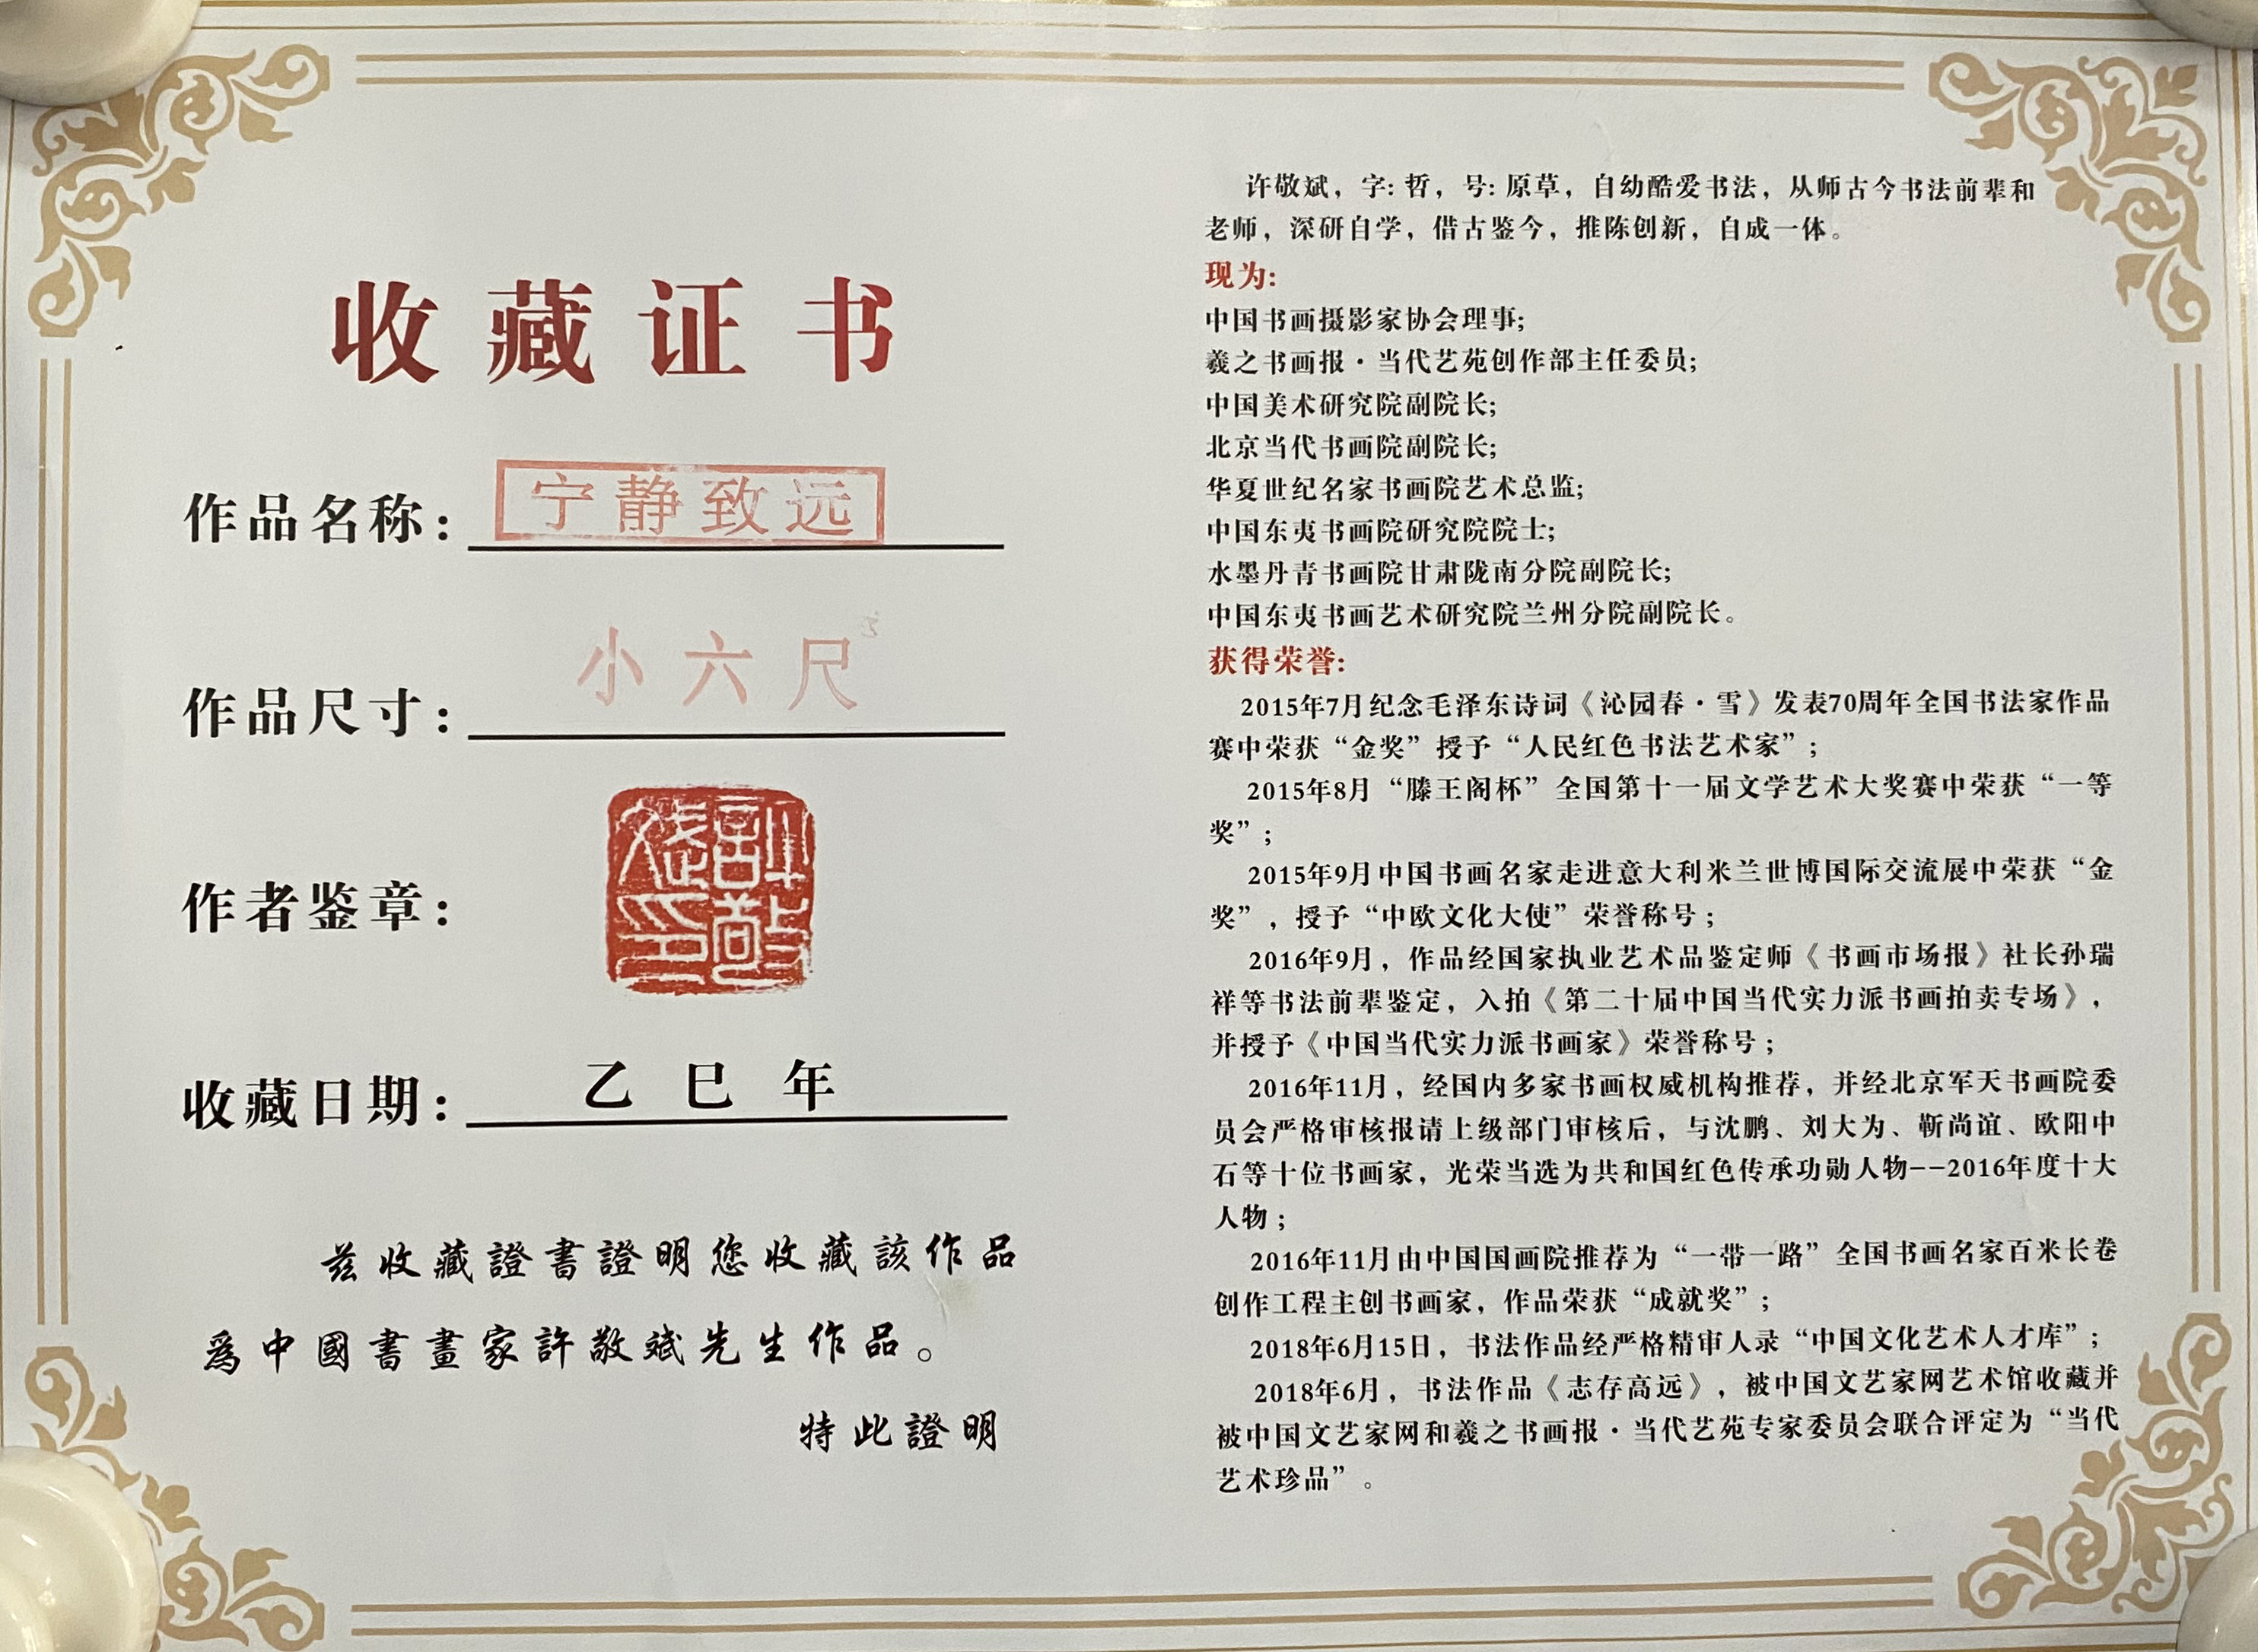 收藏证书
作品名称：宁静致远
作品尺寸：小六尺
作者鉴章：
許敬斌印
收藏日期：乙巳年
兹收藏證書證明您收藏該作品
爲中國書畫家許敬斌先生作品。
特此證明
许敬斌，字：哲，号：原草，自幼酷爱书法，从师古今书法前辈和
老师，深研自学，借古鉴今，推陈创新，自成一体。
现为：
中国书画摄影家协会理事；
羲之书画报·当代艺苑创作部主任委员；
中国美术研究院副院长；
北京当代书画院副院长；
华夏世纪名家书画院艺术总监；
中国东夷书画院研究院院士；
水墨丹青书画院甘肃陇南分院副院长；
中国东夷书画艺术研究院兰州分院副院长。
获得荣誉：
2015年7月纪念毛泽东诗词《沁园春·雪》发表70周年全国书法家作品
赛中荣获“金奖”授予“人民红色书法艺术家”；
2015年8月“滕王阁杯”全国第十一届文学艺术大奖赛中荣获“一等
奖”；
2015年9月中国书画名家走进意大利米兰世博国际交流展中荣获“金
奖”，授予“中欧文化大使”荣誉称号；
2016年9月，作品经国家执业艺术品鉴定师《书画市场报》社长孙瑞
祥等书法前辈鉴定，入拍《第二十届中国当代实力派书画拍卖专场》，
并授予《中国当代实力派书画家》荣誉称号；
2016年11月，经国内多家书画权威机构推荐，并经北京军天书画院委
员会严格审核报请上级部门审核后，与沈鹏、刘大为、靳尚谊、欧阳中
石等十位书画家，光荣当选为共和国红色传承功勋人物--2016年度十大
人物；
2016年11月由中国国画院推荐为“一带一路”全国书画名家百米长卷
创作工程主创书画家，作品荣获“成就奖”；
2018年6月15日，书法作品经严格精审人录“中国文化艺术人才库”；
2018年6月，书法作品《志存高远》，被中国文艺家网艺术馆收藏并
被中国文艺家网和羲之书画报·当代艺苑专家委员会联合评定为“当代
艺术珍品”。